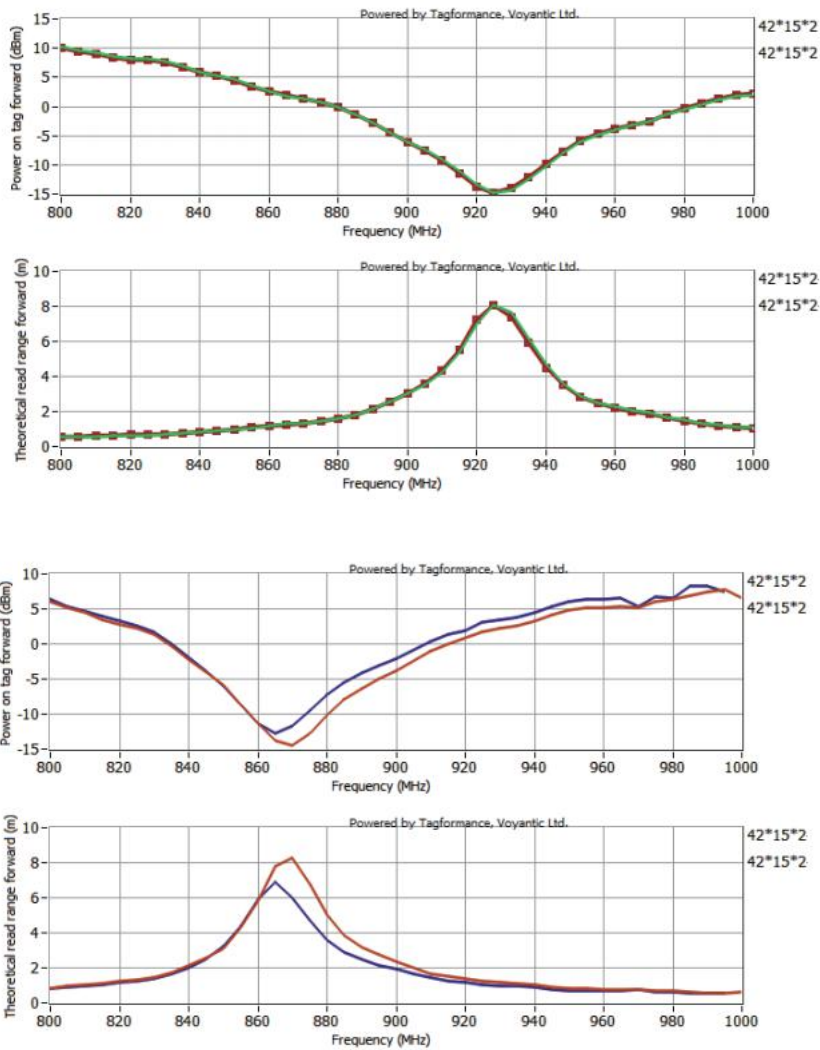 Powered by Tagformance, Voyantic Ltd.
Power on tag forward (dBm)
15
10
5
0
-5
-10
-15
800 820 840 860 880 900 920 940 960 980 1000
Frequency (MHz)
42*15*2
42*15*2
Powered by Tagformance, Voyantic Ltd.
Theoretical read range forward (m)
10
8
6
4
2
0
800 820 840 860 880 900 920 940 960 980 1000
Frequency (MHz)
42*15*2
42*15*2
Powered by Tagformance, Voyantic Ltd.
Power on tag forward (dBm)
10
5
0
-5
-10
-15
800 820 840 860 880 900 920 940 960 980 1000
Frequency (MHz)
42*15*2
42*15*2
Powered by Tagformance, Voyantic Ltd.
Theoretical read range forward (m)
10
8
6
4
2
0
800 820 840 860 880 900 920 940 960 980 1000
Frequency (MHz)
42*15*2
42*15*2